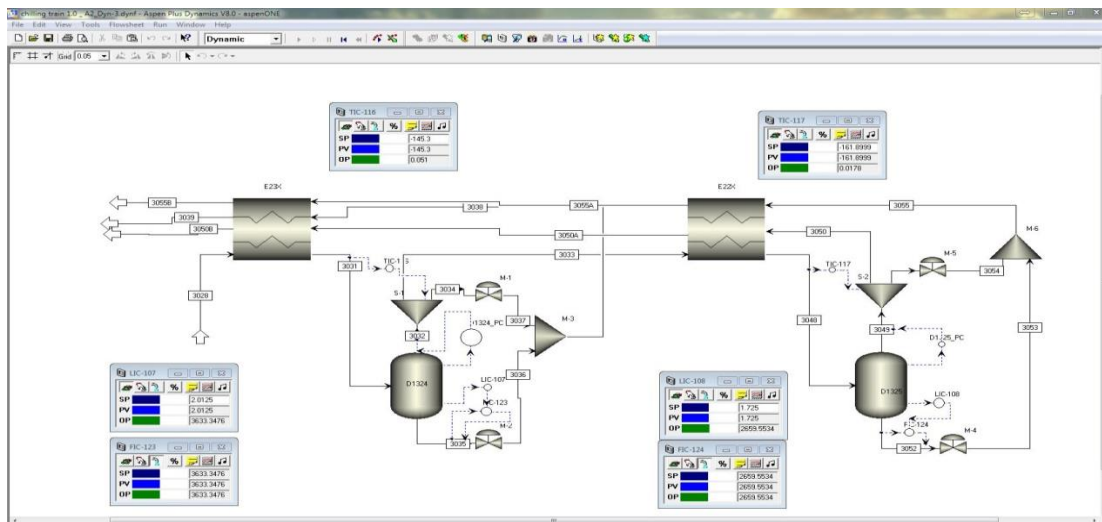 chilling train 1.0 _ A2_Dyn-3.dynf - Aspen Plus Dynamics V8.0 - aspenONE
File Edit View Tools Flowsheet Run Window Help
Dynamic
Grid 0.05
TIC-116
SP -145.3
PV -145.3
OP 0.051
TIC-117
SP -161.8999
PV -161.8999
OP 0.0178
E23X
E22X
3055B
3039
3050B
3038
3055A
3050A
3033
3055
3050
M-6
3028
3031
TIC-1
S-1
3034
M-1
3032
3037
M-3
D1324
3036
LIC-107
M-2
3035
TIC-117
S-2
M-5
3054
3048
3049
3053
D1325
LIC-108
3052
M-4
LIC-107
SP 2.0125
PV 2.0125
OP 3633.3476
FIC-123
SP 3633.3476
PV 3633.3476
OP 3633.3476
LIC-108
SP 1.725
PV 1.725
OP 2659.5534
FIC-124
SP 2659.5534
PV 2659.5534
OP 2659.5534